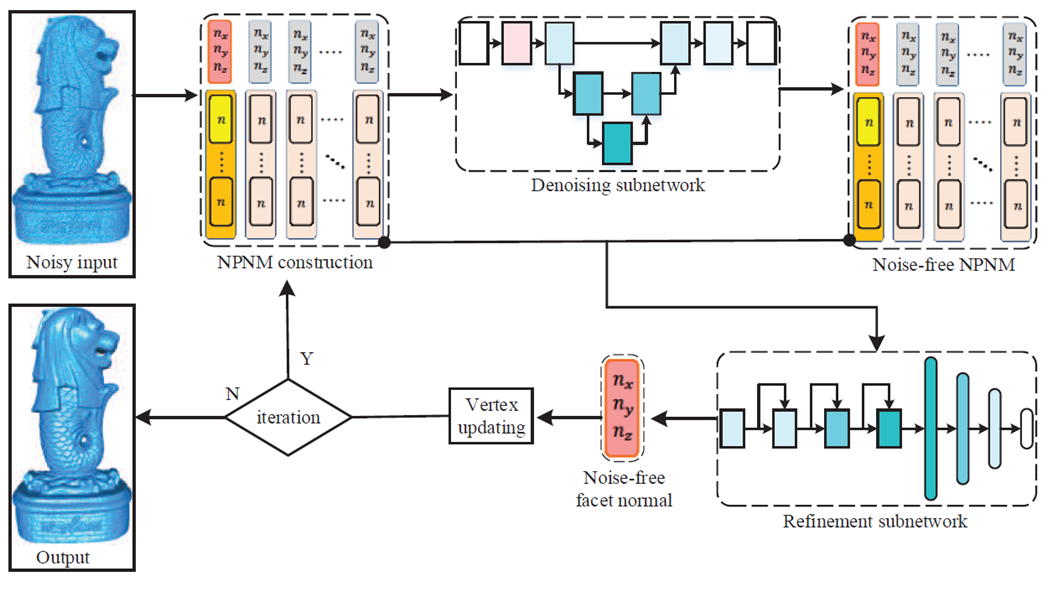 n_x n_x n_x n_x
n_y n_y n_y ..... n_y
n_z n_z n_z n_z
n n n ..... n
n n n ..... n
Noisy input
NPNM construction
Denoising subnetwork
n_x n_x n_x n_x
n_y n_y n_y ..... n_y
n_z n_z n_z n_z
n n n ..... n
n n n ..... n
Noise-free NPNM
Y
N
iteration
Vertex
updating
n_x
n_y
n_z
Noise-free
facet normal
Refinement subnetwork
Output